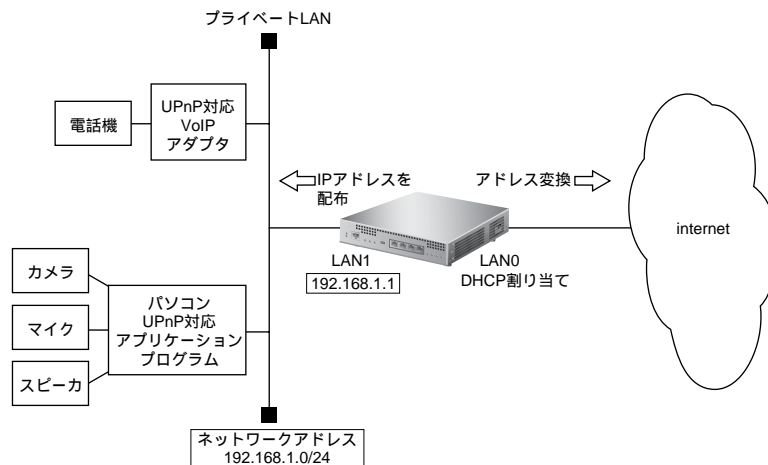 プライベートLAN
UPnP対応
VoIP
アダプタ
電話機
IPアドレスを
配布
アドレス変換
internet
LAN1
192.168.1.1
LAN0
DHCP割り当て
カメラ
マイク
スピーカ
パソコン
UPnP対応
アプリケーション
プログラム
ネットワークアドレス
192.168.1.0/24